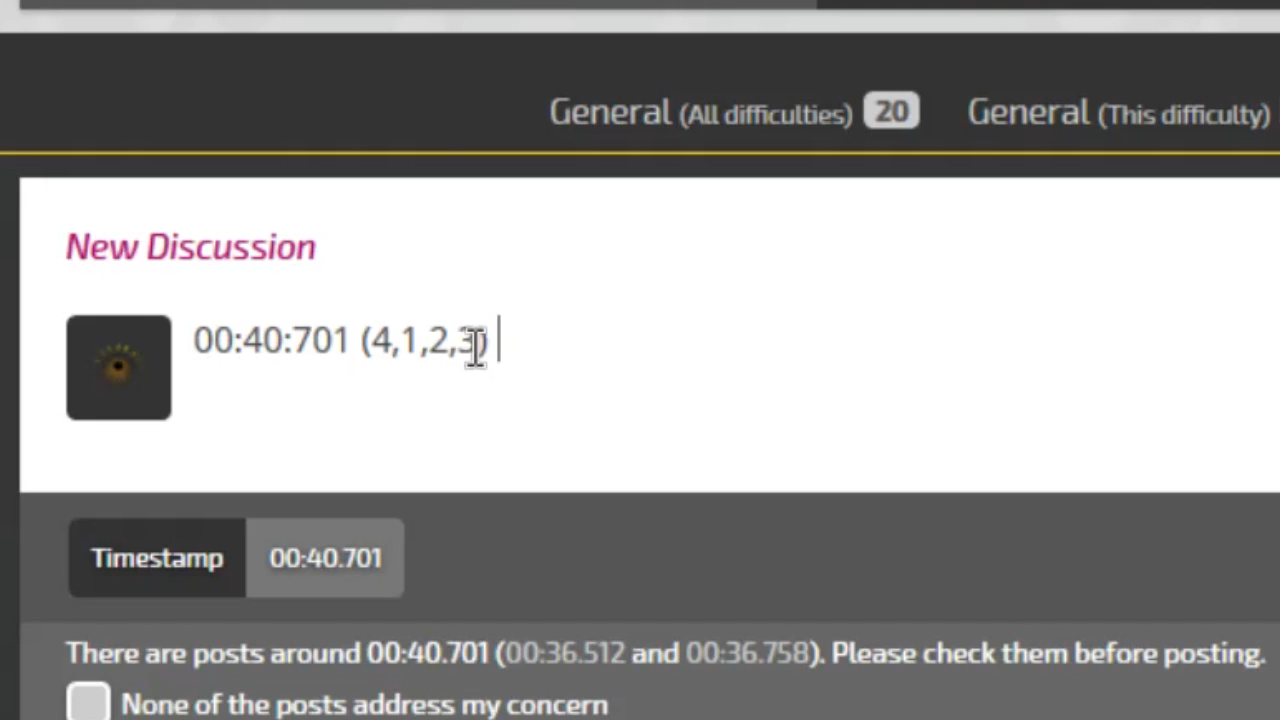 General (All difficulties) 20 General (This difficulty)
New Discussion
00:40:701 (4,1,2,3)
Timestamp 00:40.701
There are posts around 00:40.701 (00:36.512 and 00:36.758). Please check them before posting.
None of the posts address my concern